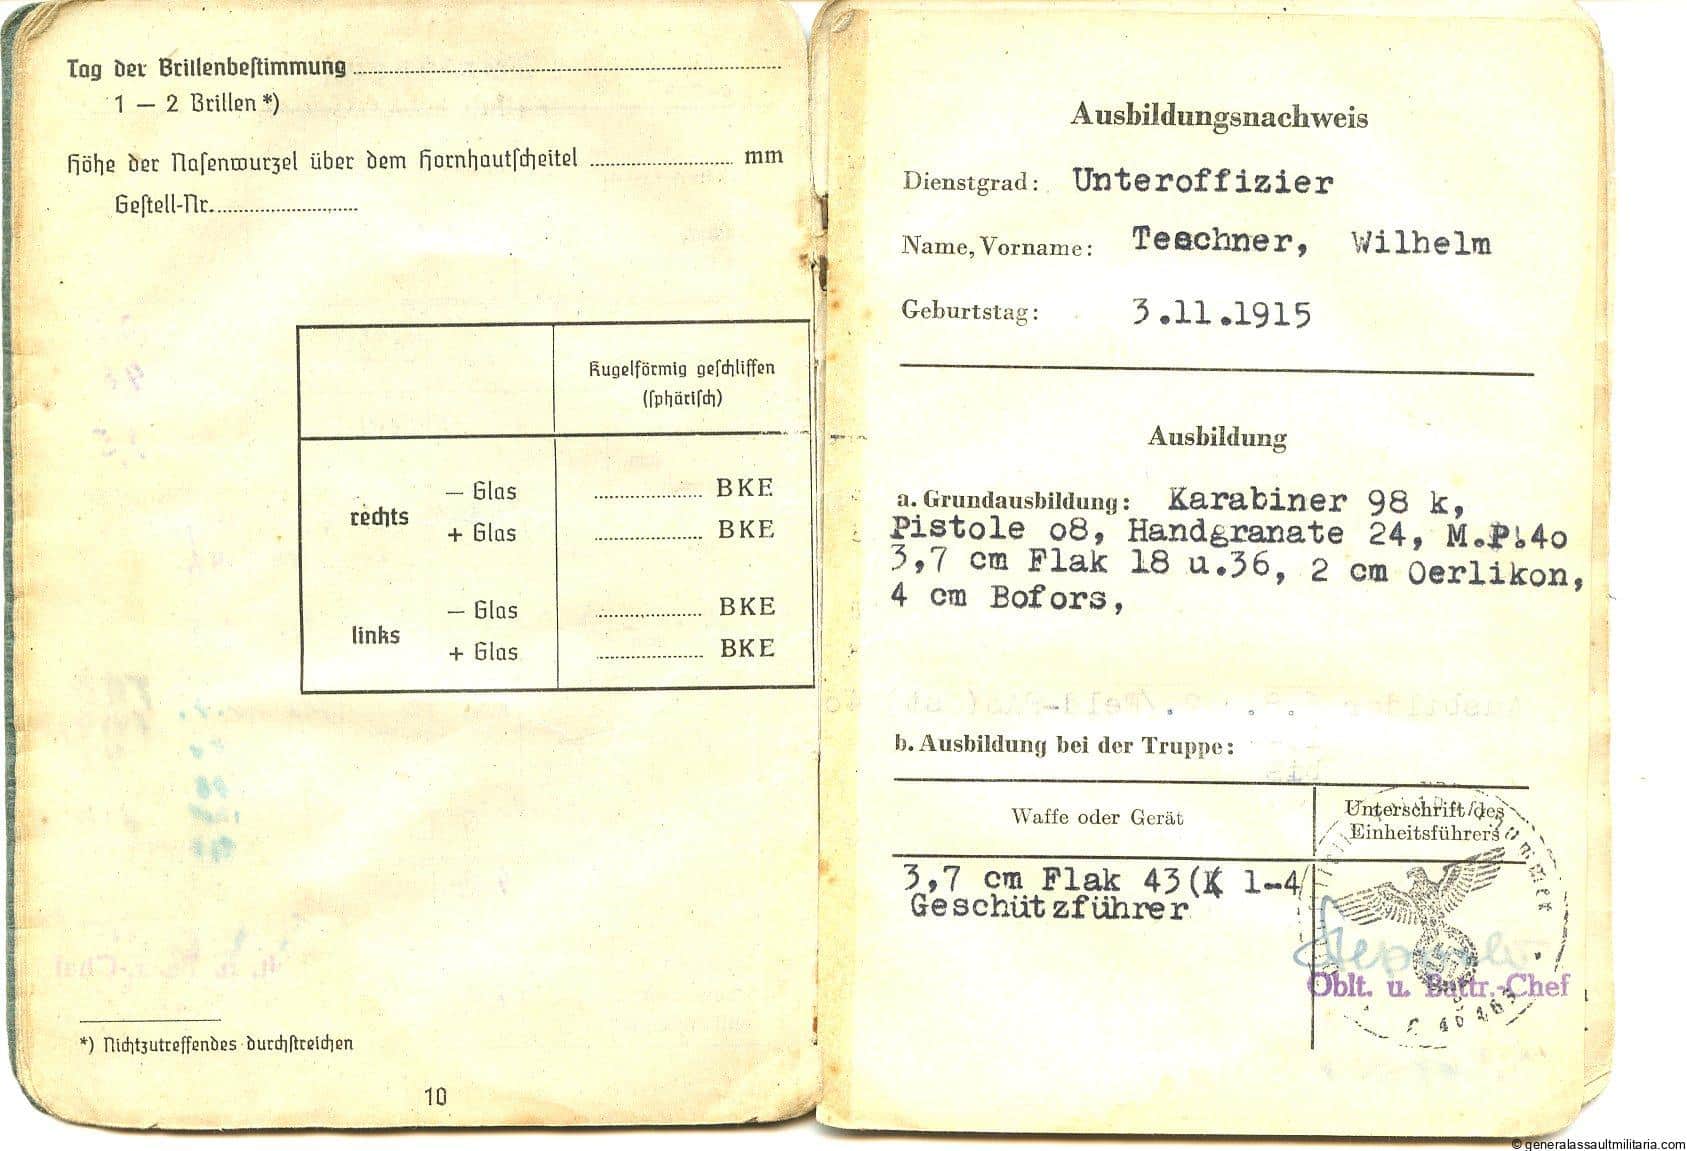 Tag der Brillenbestimmung
1 — 2 Brillen *)
Höhe der Nasenwurzel über dem Hornhautscheitel mm
Gestell-Nr.
Kugelförmig geschliffen
(sphärisch)
rechts
— Glas BKE
+ Glas BKE
links
— Glas BKE
+ Glas BKE
*) Nichtzutreffendes durchstreichen
10
Ausbildungsnachweis
Dienstgrad: Unteroffizier
Name, Vorname: Teschner, Wilhelm
Geburtstag: 3.11.1915
Ausbildung
a. Grundausbildung: Karabiner 98 k,
Pistole o8, Handgranate 24, M.P.4o
3,7 cm Flak 18 u.36, 2 cm Oerlikon,
4 cm Bofors,
b. Ausbildung bei der Truppe:
Waffe oder Gerät
Unterschrift des
Einheitsführers
3,7 cm Flak 43(K 1-4/
Geschützführer
Oblt. u. Battr.-Chef
© generalassaultmilitaria.com